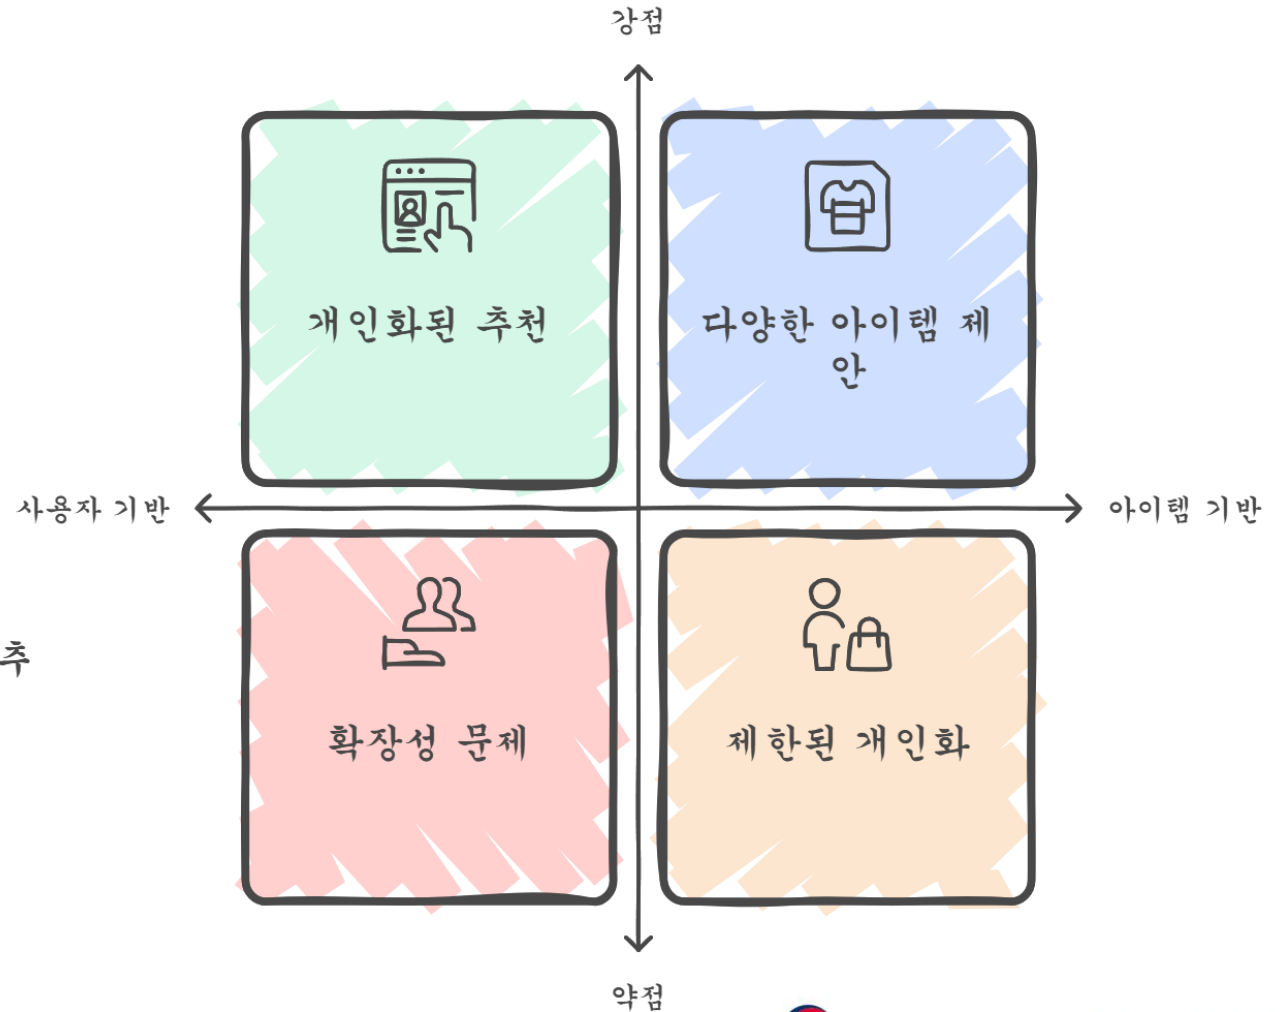 강점
개인화된 추천
다양한 아이템 제
안
사용자 기반
아이템 기반
추
확장성 문제
제한된 개인화
약점